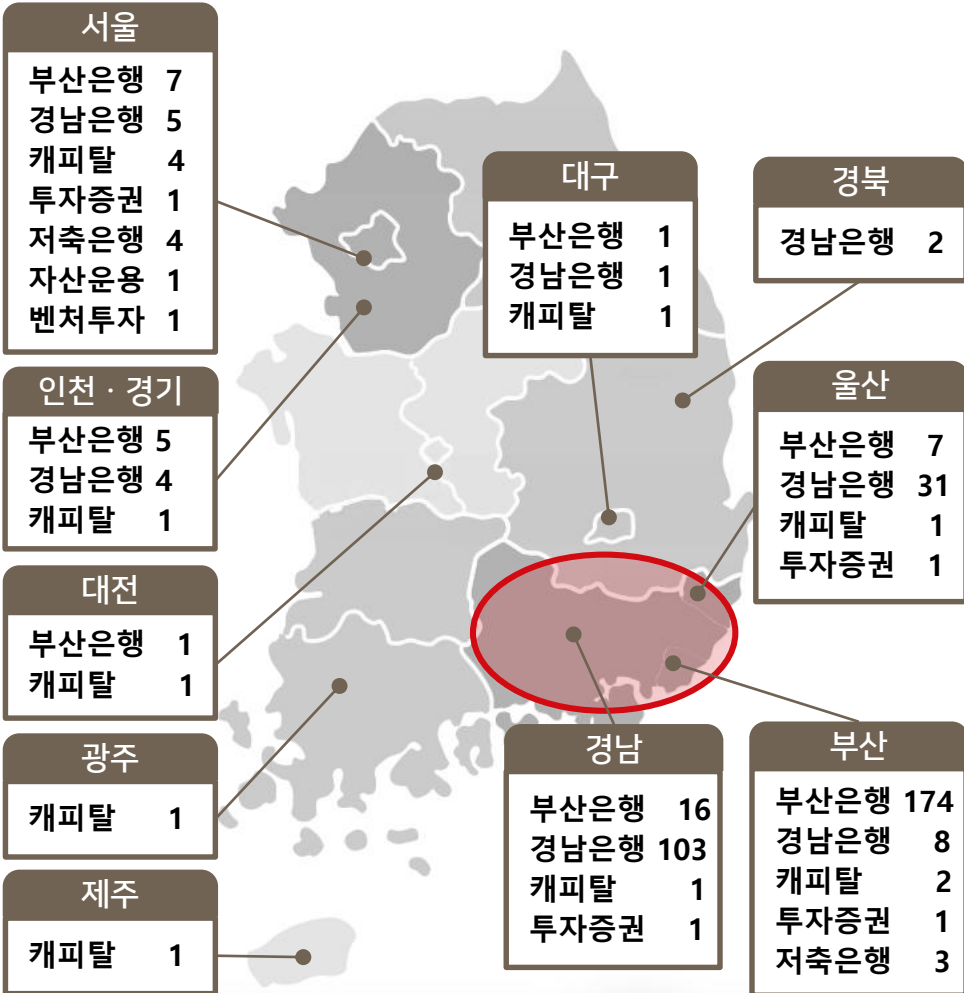 서울
부산은행 7
경남은행 5
캐피탈 4
투자증권 1
저축은행 4
자산운용 1
벤처투자 1
인천 · 경기
부산은행 5
경남은행 4
캐피탈 1
대전
부산은행 1
캐피탈 1
광주
캐피탈 1
제주
캐피탈 1
대구
부산은행 1
경남은행 1
캐피탈 1
경북
경남은행 2
울산
부산은행 7
경남은행 31
캐피탈 1
투자증권 1
경남
부산은행 16
경남은행 103
캐피탈 1
투자증권 1
부산
부산은행 174
경남은행 8
캐피탈 2
투자증권 1
저축은행 3